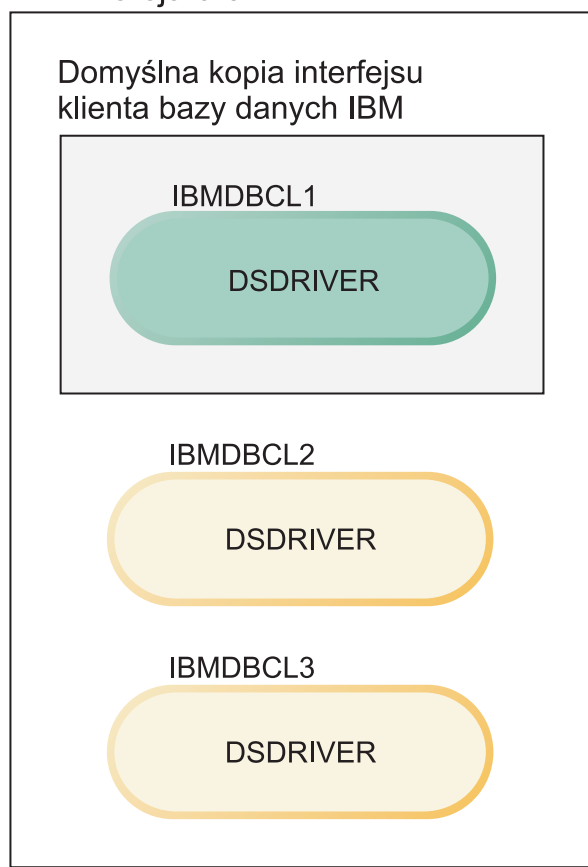 Domyślna kopia interfejsu
klienta bazy danych IBM
IBMDBCL1
DSDRIVER
IBMDBCL2
DSDRIVER
IBMDBCL3
DSDRIVER